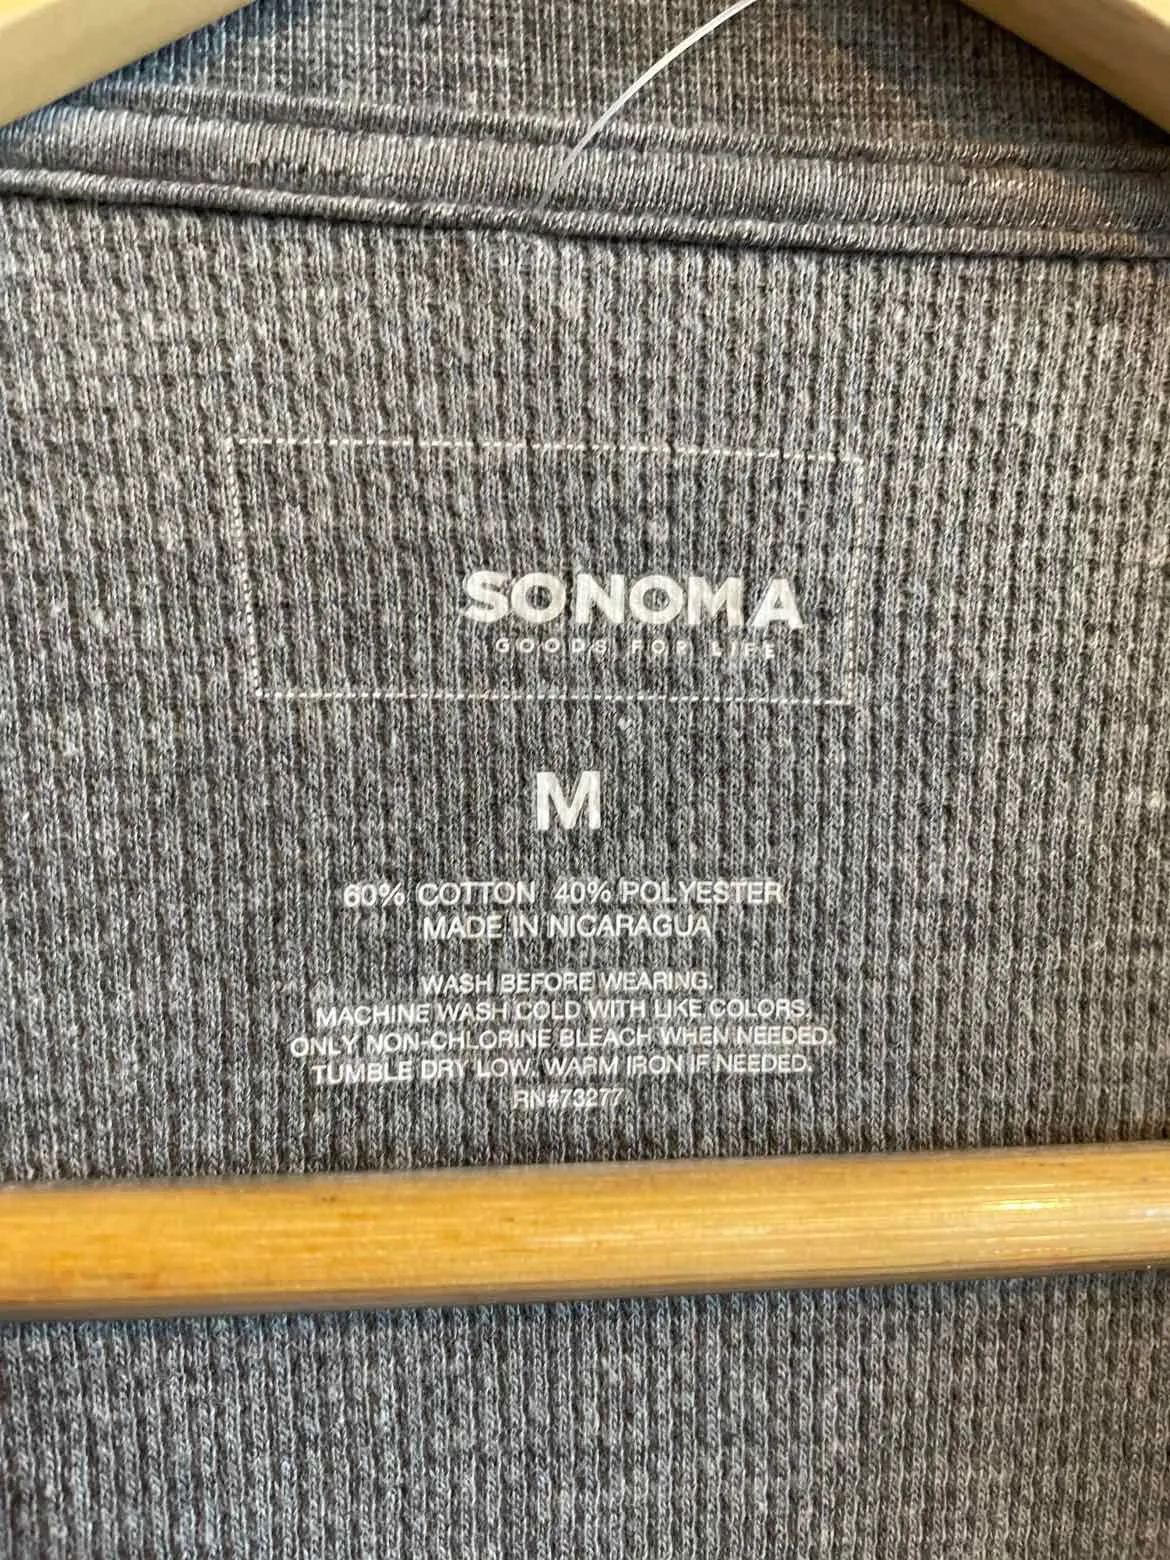 SONOMA
GOODS FOR LIFE
M
60% COTTON 40% POLYESTER
MADE IN NICARAGUA
WASH BEFORE WEARING.
MACHINE WASH COLD WITH LIKE COLORS.
ONLY NON-CHLORINE BLEACH WHEN NEEDED.
TUMBLE DRY LOW. WARM IRON IF NEEDED.
RN#73277